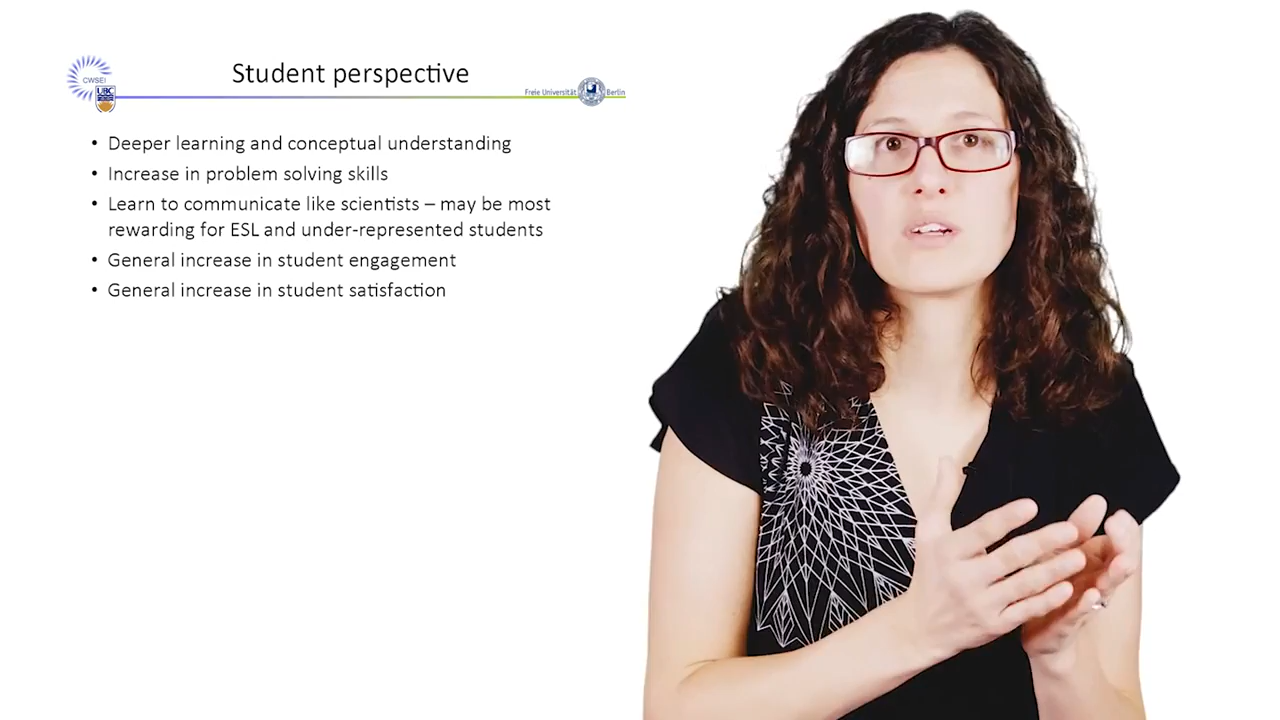 CWSEI
UBC
Student perspective
Freie Universität Berlin
• Deeper learning and conceptual understanding
• Increase in problem solving skills
• Learn to communicate like scientists – may be most
rewarding for ESL and under-represented students
• General increase in student engagement
• General increase in student satisfaction